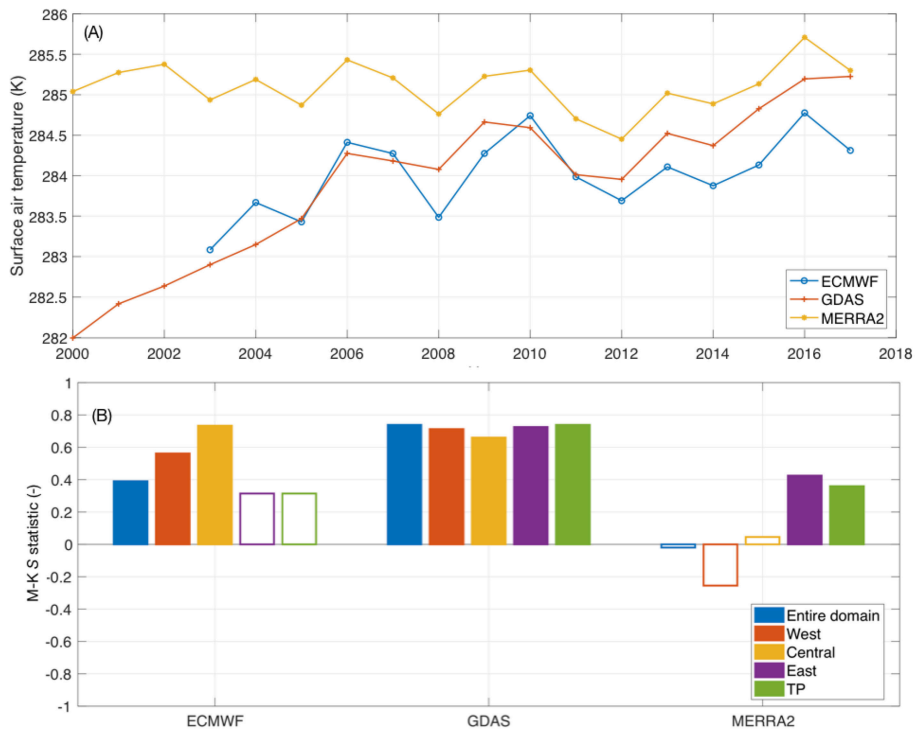 (A)
Surface air temperature (K)
286
285.5
285
284.5
284
283.5
283
282.5
282
2000 2002 2004 2006 2008 2010 2012 2014 2016 2018
ECMWF
GDAS
MERRA2
(B)
M-K S statistic (-)
1
0.8
0.6
0.4
0.2
0
-0.2
-0.4
-0.6
-0.8
-1
Entire domain
West
Central
East
TP
ECMWF GDAS MERRA2